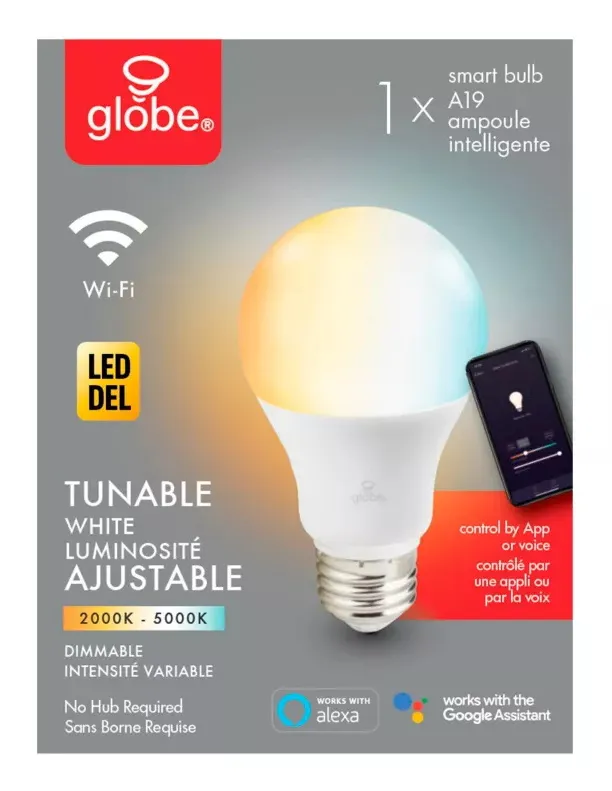 globe®
1 x
smart bulb
A19
ampoule
intelligente
Wi-Fi
LED
DEL
globe
TUNABLE
WHITE
LUMINOSITÉ
AJUSTABLE
2000K - 5000K
DIMMABLE
INTENSITÉ VARIABLE
No Hub Required
Sans Borne Requise
control by App
or voice
contrôlé par
une appli ou
par la voix
WORKS WITH
alexa
works with the
Google Assistant